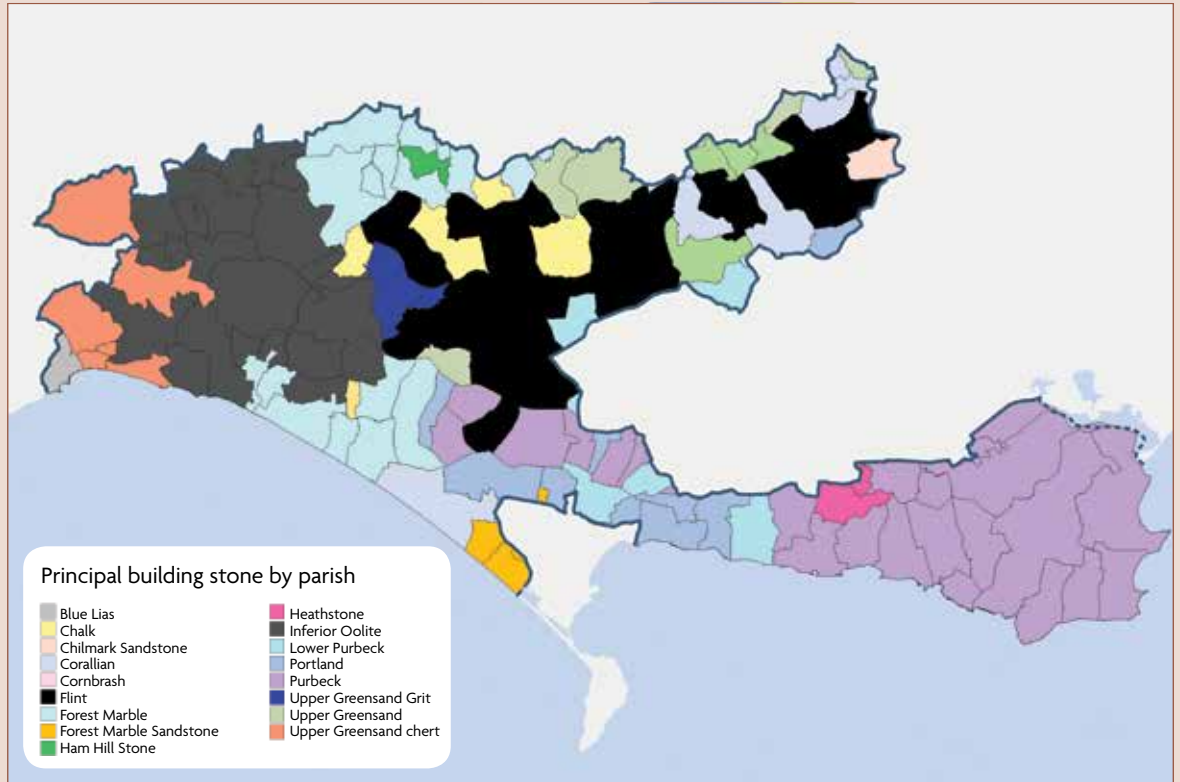 Principal building stone by parish
Blue Lias
Chalk
Chilmark Sandstone
Corallian
Cornbrash
Flint
Forest Marble
Forest Marble Sandstone
Ham Hill Stone
Heathstone
Inferior Oolite
Lower Purbeck
Portland
Purbeck
Upper Greensand Grit
Upper Greensand
Upper Greensand chert